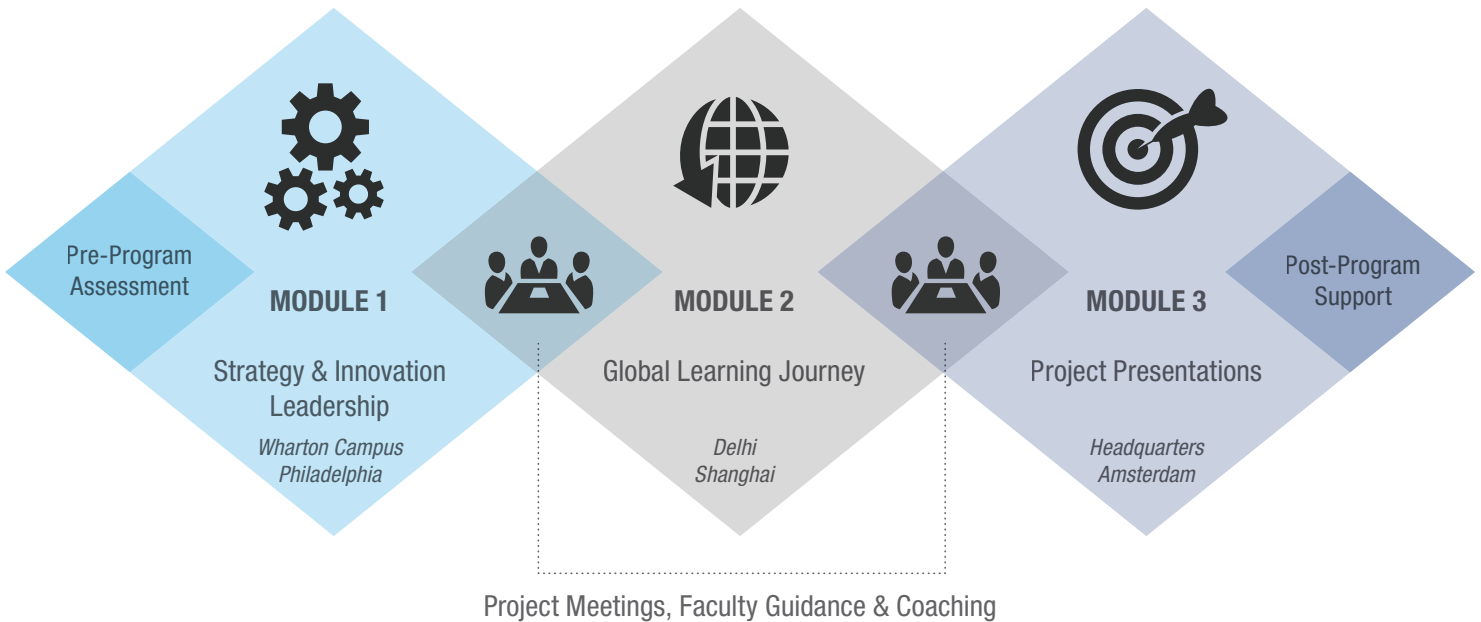 Pre-Program
Assessment
MODULE 1
Strategy & Innovation
Leadership
Wharton Campus
Philadelphia
MODULE 2
Global Learning Journey
Delhi
Shanghai
MODULE 3
Project Presentations
Headquarters
Amsterdam
Post-Program
Support
Project Meetings, Faculty Guidance & Coaching